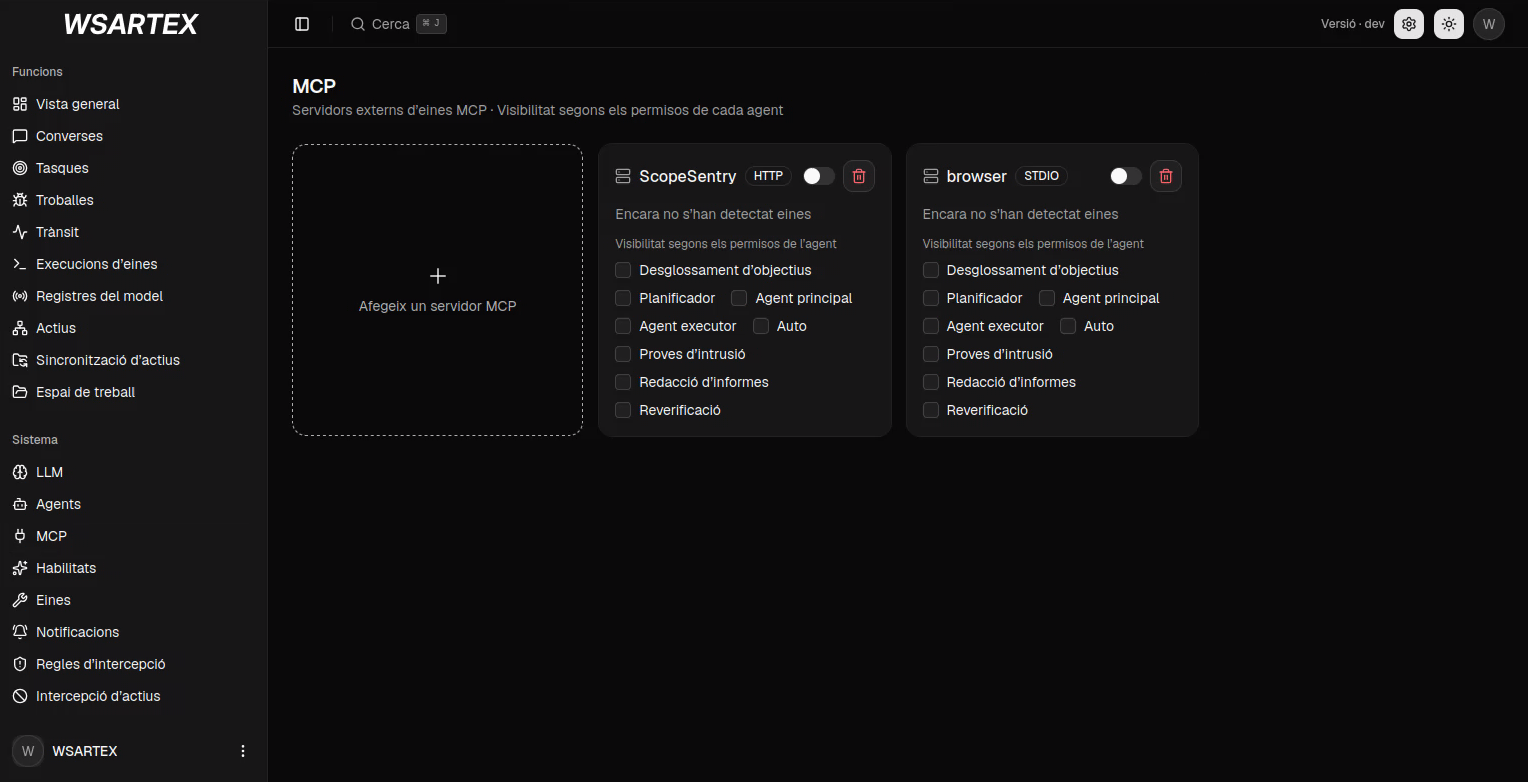 WSARTEX
Funcions
Vista general
Converses
Tasques
Troballes
Trànsit
Execucions d’eines
Registres del model
Actius
Sincronització d’actius
Espai de treball
Sistema
LLM
Agents
MCP
Habilitats
Eines
Notificacions
Regles d’intercepció
Intercepció d’actius
W WSARTEX
Cerca ⌘ J
Versió · dev W
MCP
Servidors externs d’eines MCP · Visibilitat segons els permisos de cada agent
Afegeix un servidor MCP
ScopeSentry HTTP
Encara no s’han detectat eines
Visibilitat segons els permisos de l’agent
Desglossament d’objectius
Planificador Agent principal
Agent executor Auto
Proves d’intrusió
Redacció d’informes
Reverificació
browser STDIO
Encara no s’han detectat eines
Visibilitat segons els permisos de l’agent
Desglossament d’objectius
Planificador Agent principal
Agent executor Auto
Proves d’intrusió
Redacció d’informes
Reverificació